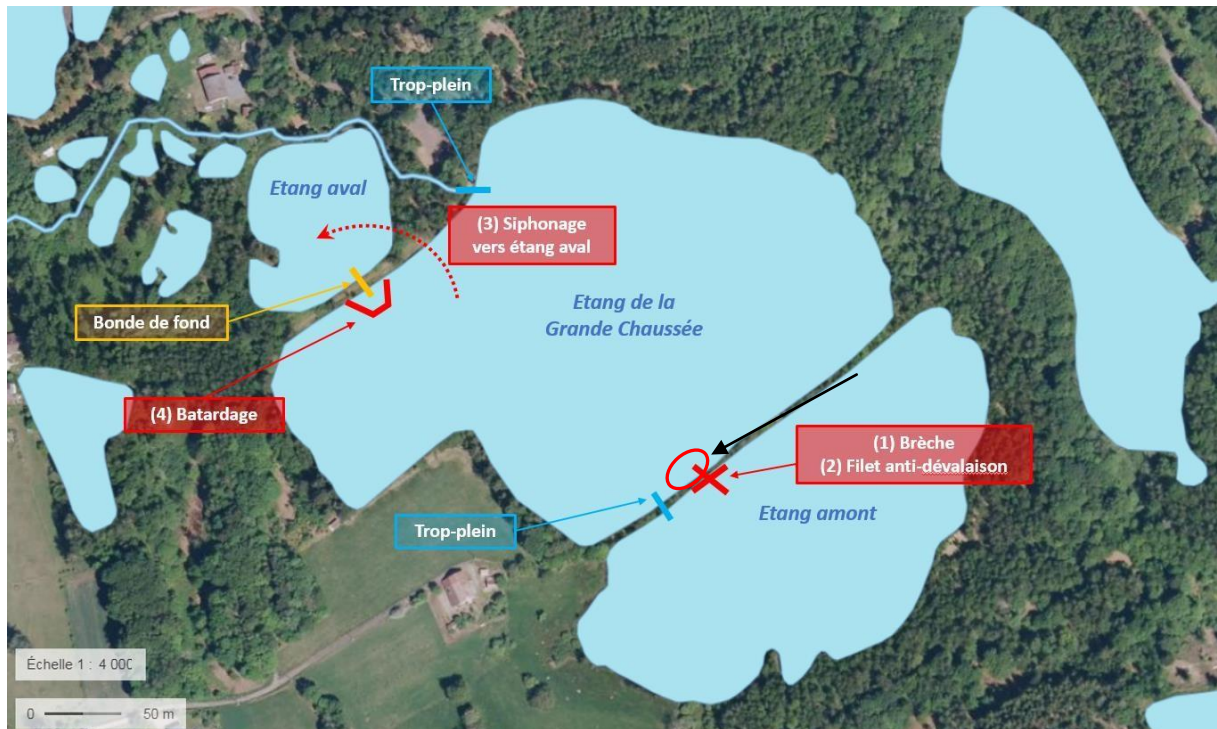 Trop-plein
Etang aval
(3) Siphonage
vers étang aval
Etang de la
Grande Chaussée
Bonde de fond
(4) Batardage
(1) Brèche
(2) Filet anti-dévalaison
Trop-plein
Etang amont
Échelle 1 : 4 000
0
50 m